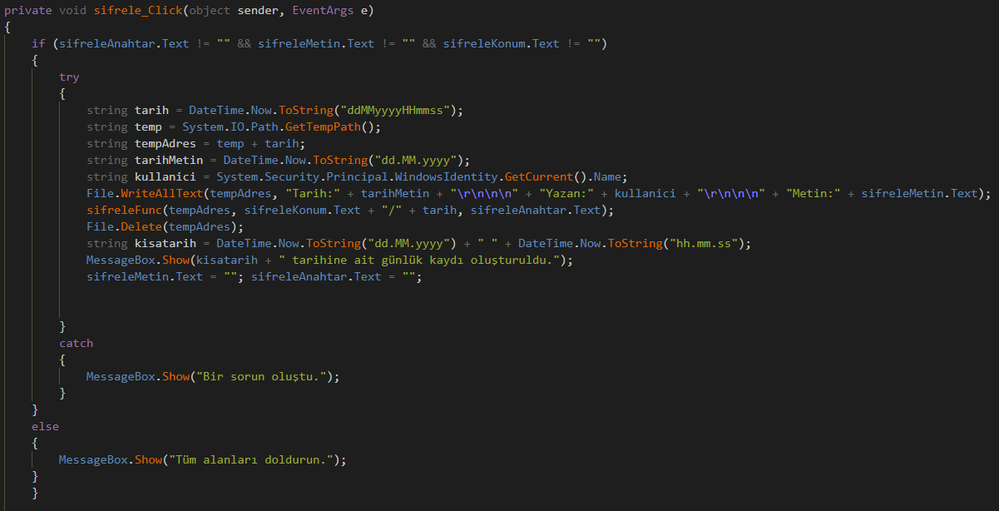 private void sifrele_Click(object sender, EventArgs e)
{
if (sifreleAnahtar.Text != "" && sifreleMetin.Text != "" && sifreleKonum.Text != "")
{
try
{
string tarih = DateTime.Now.ToString("ddMMyyyyHHmmss");
string temp = System.IO.Path.GetTempPath();
string tempAdres = temp + tarih;
string tarihMetin = DateTime.Now.ToString("dd.MM.yyyy");
string kullanici = System.Security.Principal.WindowsIdentity.GetCurrent().Name;
File.WriteAllText(tempAdres, "Tarih:" + tarihMetin + "\r\n\n\n" + "Yazan:" + kullanici + "\r\n\n\n" + "Metin:" + sifreleMetin.Text);
sifreleFunc(tempAdres, sifreleKonum.Text + "/" + tarih, sifreleAnahtar.Text);
File.Delete(tempAdres);
string kisatarih = DateTime.Now.ToString("dd.MM.yyyy") + " " + DateTime.Now.ToString("hh.mm.ss");
MessageBox.Show(kisatarih + " tarihine ait günlük kaydı oluşturuldu.");
sifreleMetin.Text = ""; sifreleAnahtar.Text = "";
}
catch
{
MessageBox.Show("Bir sorun oluştu.");
}
}
else
{
MessageBox.Show("Tüm alanları doldurun.");
}
}